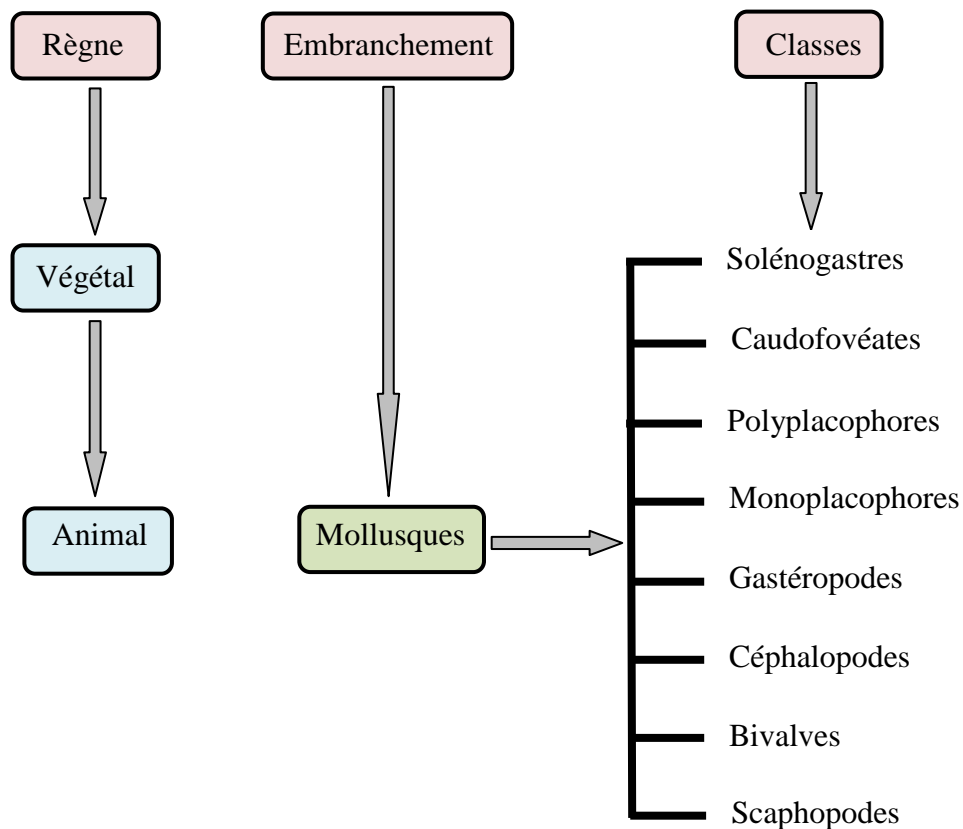 Règne
Embranchement
Classes
Végétal
Animal
Mollusques
Solénogastres
Caudofovéates
Polyplacophores
Monoplacophores
Gastéropodes
Céphalopodes
Bivalves
Scaphopodes